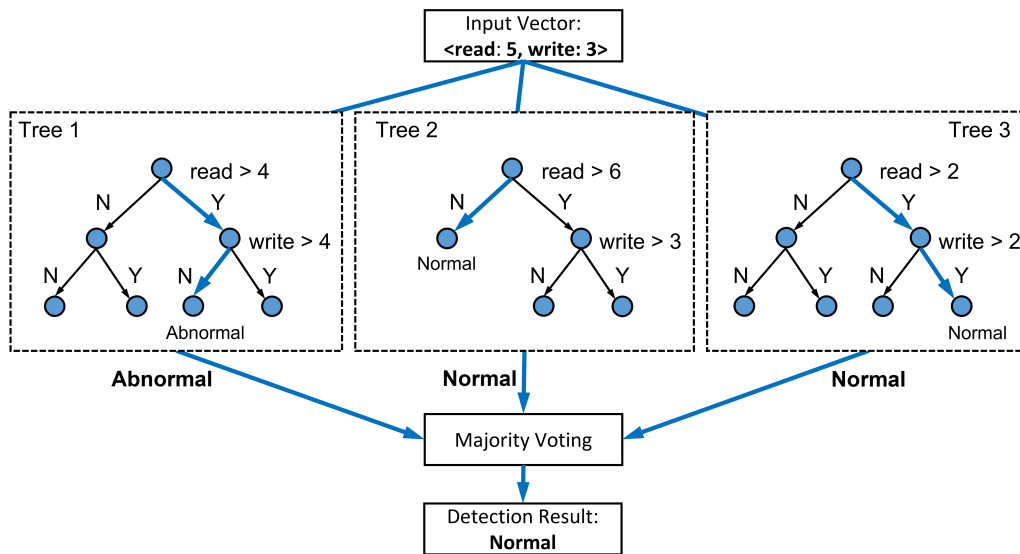 Input Vector:
<read: 5, write: 3>
Tree 1
read > 4
N
Y
write > 4
N
Y
N
Y
Abnormal
Tree 2
read > 6
N
Y
Normal
write > 3
N
Y
Tree 3
read > 2
N
Y
write > 2
N
Y
N
Y
Normal
Abnormal
Normal
Normal
Majority Voting
Detection Result:
Normal